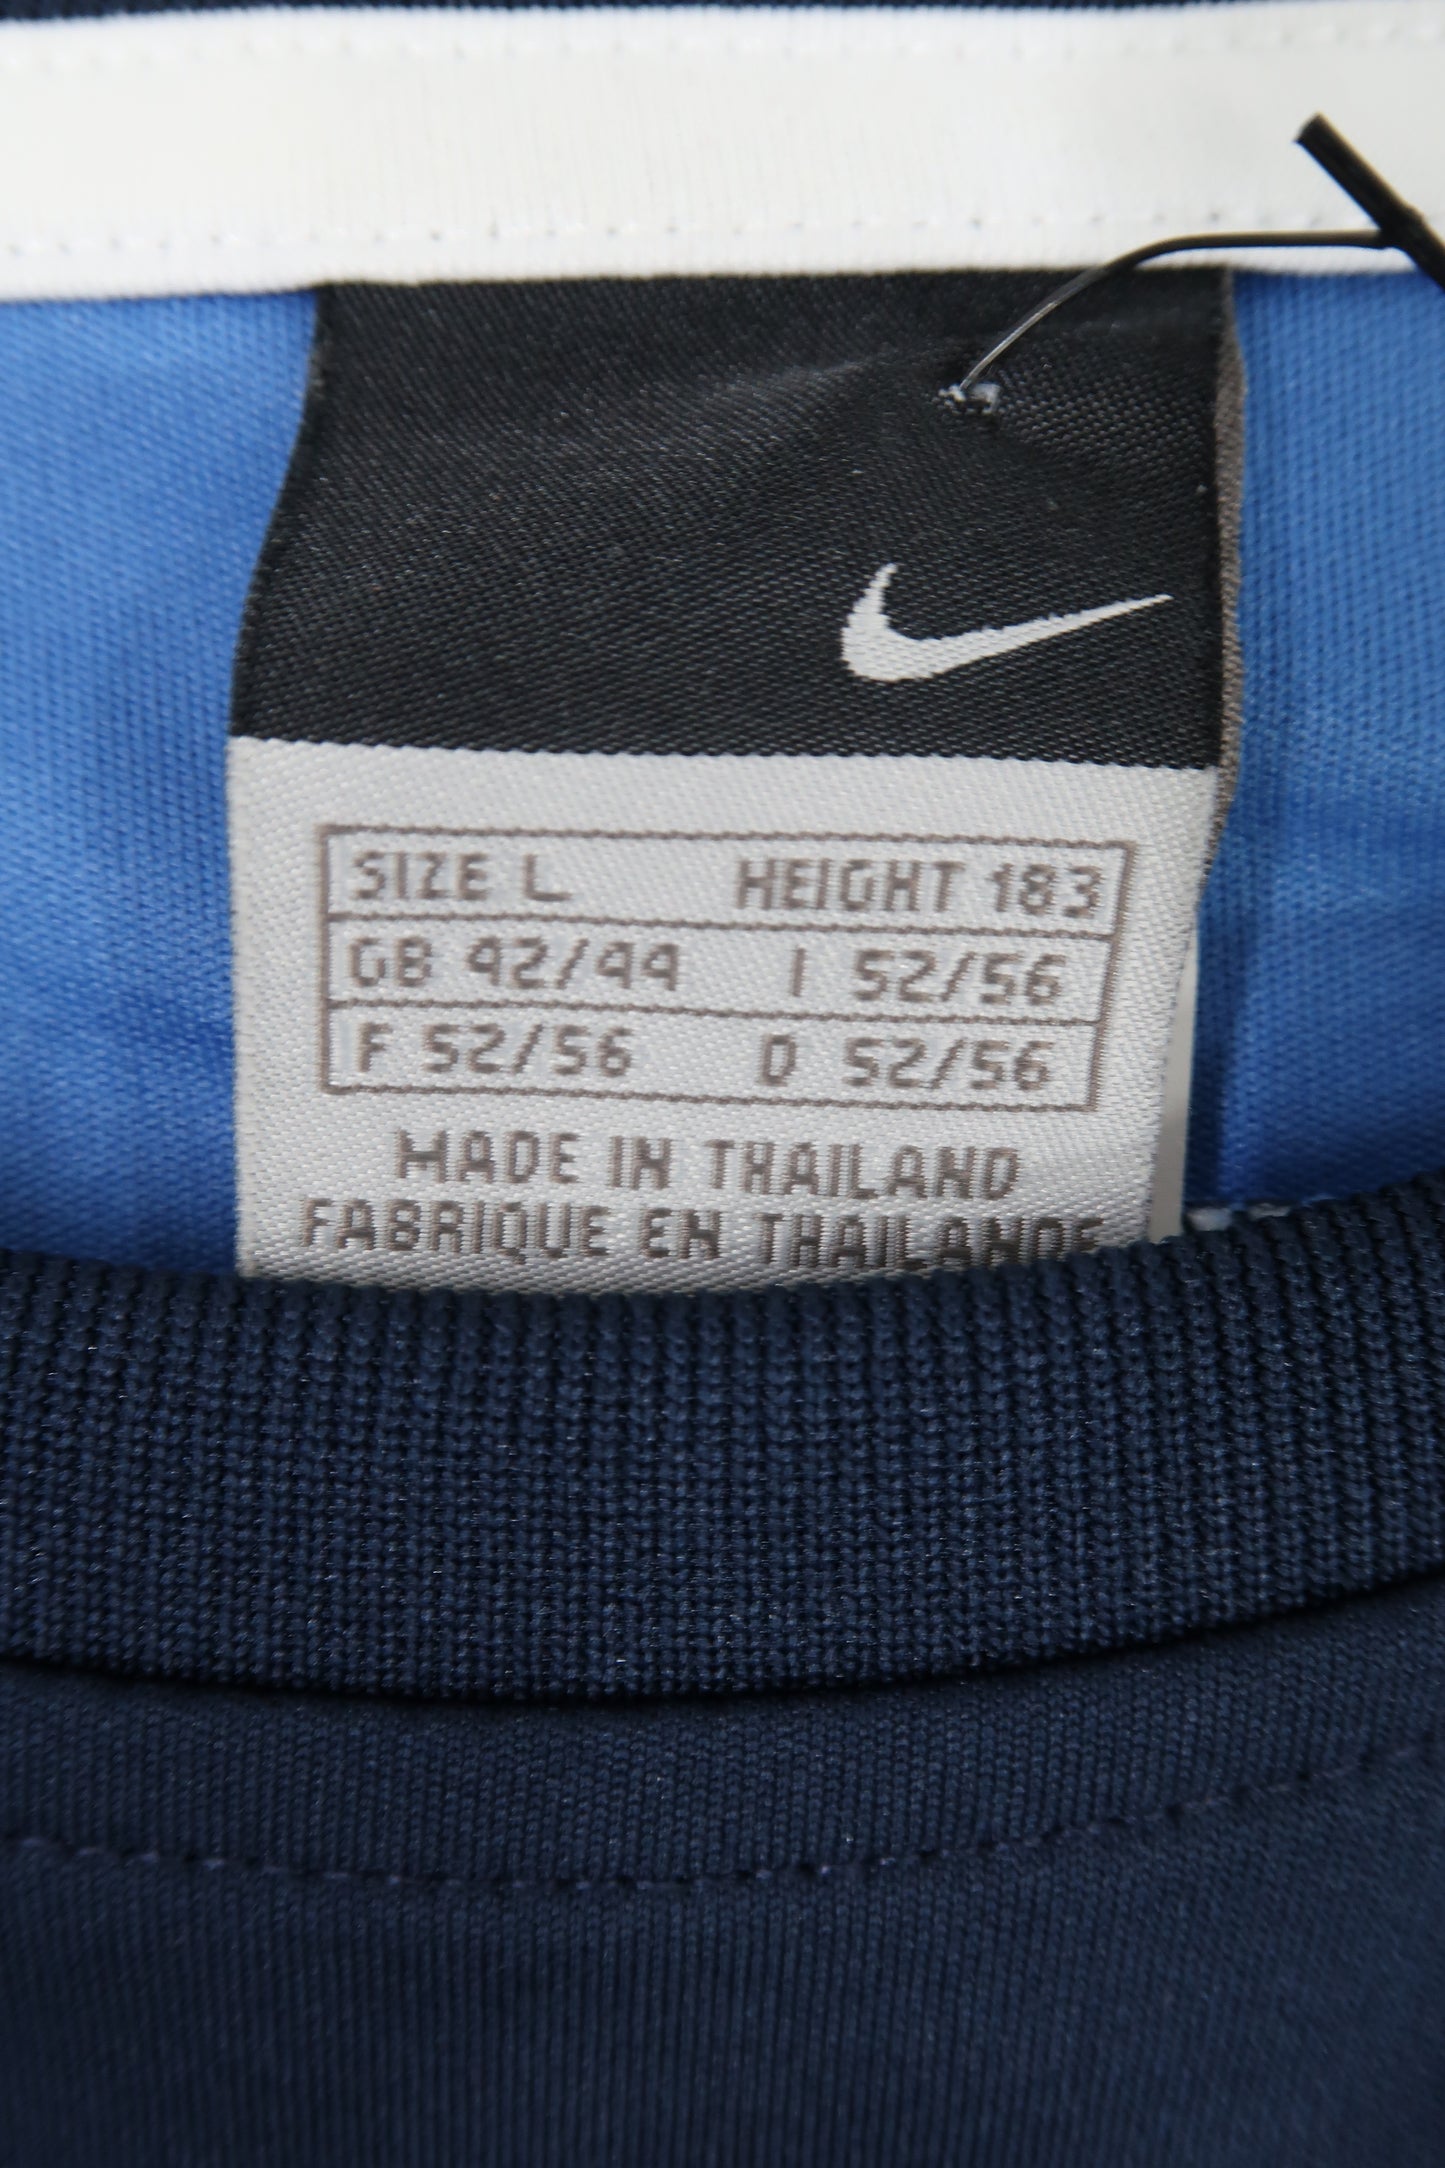 SIZE L HEIGHT 183
GB 42/44 I 52/56
F 52/56 D 52/56
MADE IN THAILAND
FABRIQUE EN THAILANDE